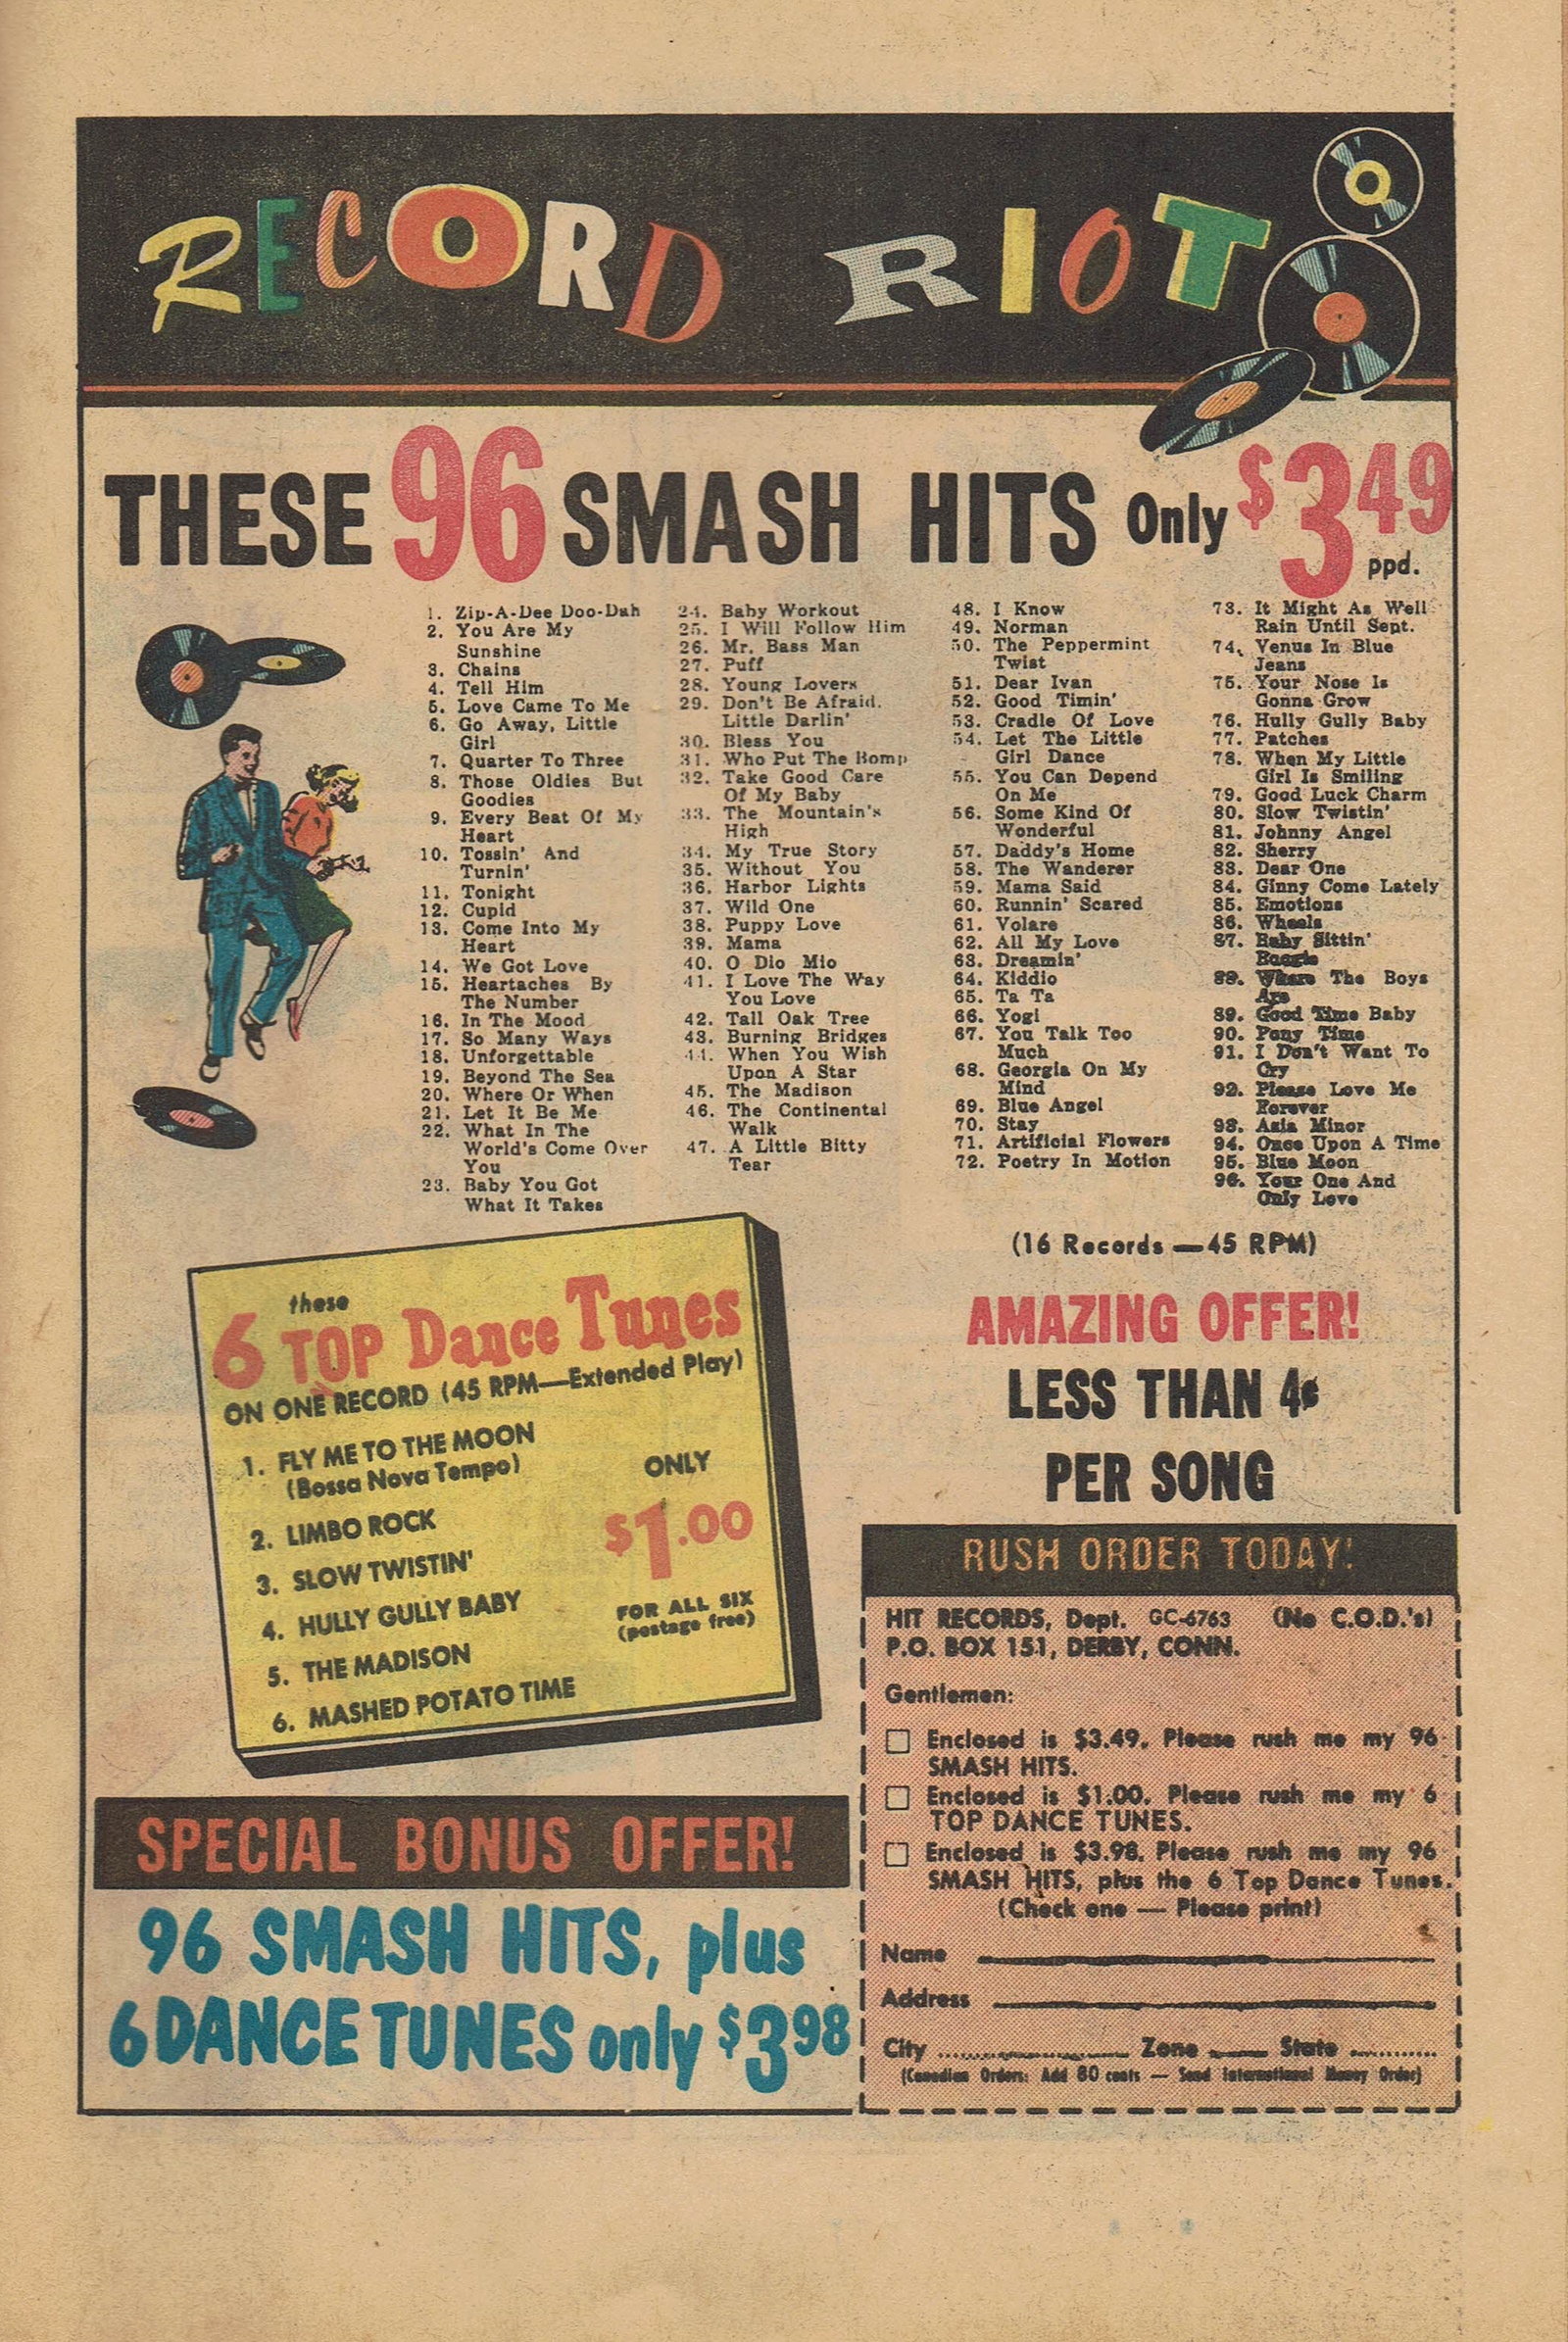 RECORD RIOT
THESE 96 SMASH HITS Only $3.49
ppd.
1. Zip-A-Dee Doo-Dah
2. You Are My
Sunshine
3. Chains
4. Tell Him
5. Love Came To Me
6. Go Away, Little
Girl
7. Quarter To Three
8. Those Oldies But
Goodies
9. Every Beat Of My
Heart
10. Tossin' And
Turnin'
11. Tonight
12. Cupid
13. Come Into My
Heart
14. We Got Love
15. Heartaches By
The Number
16. In The Mood
17. So Many Ways
18. Unforgettable
19. Beyond The Sea
20. Where Or When
21. Let It Be Me
22. What In The
World's Come Over
You
23. Baby You Got
What It Takes
24. Baby Workout
25. I Will Follow Him
26. Mr. Bass Man
27. Puff
28. Young Lovers
29. Don't Be Afraid,
Little Darlin'
30. Bless You
31. Who Put The Bomp
32. Take Good Care
Of My Baby
33. The Mountain's
High
34. My True Story
35. Without You
36. Harbor Lights
37. Wild One
38. Puppy Love
39. Mama
40. O Dio Mio
41. I Love The Way
You Love
42. Tall Oak Tree
43. Burning Bridges
44. When You Wish
Upon A Star
45. The Madison
46. The Continental
Walk
47. A Little Bitty
Tear
48. I Know
49. Norman
50. The Peppermint
Twist
51. Dear Ivan
52. Good Timin'
53. Cradle Of Love
54. Let The Little
Girl Dance
55. You Can Depend
On Me
56. Some Kind Of
Wonderful
57. Daddy's Home
58. The Wanderer
59. Mama Said
60. Runnin' Scared
61. Volare
62. All My Love
63. Dreamin'
64. Kiddio
65. Ta Ta
66. Yogi
67. You Talk Too
Much
68. Georgia On My
Mind
69. Blue Angel
70. Stay
71. Artificial Flowers
72. Poetry In Motion
73. It Might As Well
Rain Until Sept.
74. Venus In Blue
Jeans
75. Your Nose Is
Gonna Grow
76. Hully Gully Baby
77. Patches
78. When My Little
Girl Is Smiling
79. Good Luck Charm
80. Slow Twistin'
81. Johnny Angel
82. Sherry
83. Dear One
84. Ginny Come Lately
85. Emotions
86. Wheels
87. Baby Sittin'
Boogie
88. Where The Boys
Are
89. Good Time Baby
90. Pony Time
91. I Don't Want To
Cry
92. Please Love Me
Forever
93. Asia Minor
94. Once Upon A Time
95. Blue Moon
96. Your One And
Only Love
(16 Records — 45 RPM)
AMAZING OFFER!
LESS THAN 4¢
PER SONG
these
6 TOP Dance Tunes
ON ONE RECORD (45 RPM—Extended Play)
1. FLY ME TO THE MOON
(Bossa Nova Tempo)
2. LIMBO ROCK
3. SLOW TWISTIN'
4. HULLY GULLY BABY
5. THE MADISON
6. MASHED POTATO TIME
ONLY
$1.00
FOR ALL SIX
(postage free)
SPECIAL BONUS OFFER!
96 SMASH HITS, plus
6 DANCE TUNES only $3.98
RUSH ORDER TODAY!
HIT RECORDS, Dept. GC-6763 (No C.O.D.'s)
P.O. BOX 151, DERBY, CONN.
Gentlemen:
Enclosed is $3.49. Please rush me my 96
SMASH HITS.
Enclosed is $1.00. Please rush me my 6
TOP DANCE TUNES.
Enclosed is $3.98. Please rush me my 96
SMASH HITS, plus the 6 Top Dance Tunes.
(Check one — Please print)
Name
Address
City Zone State
(Canadian Orders: Add 80 cents — Send International Money Order)